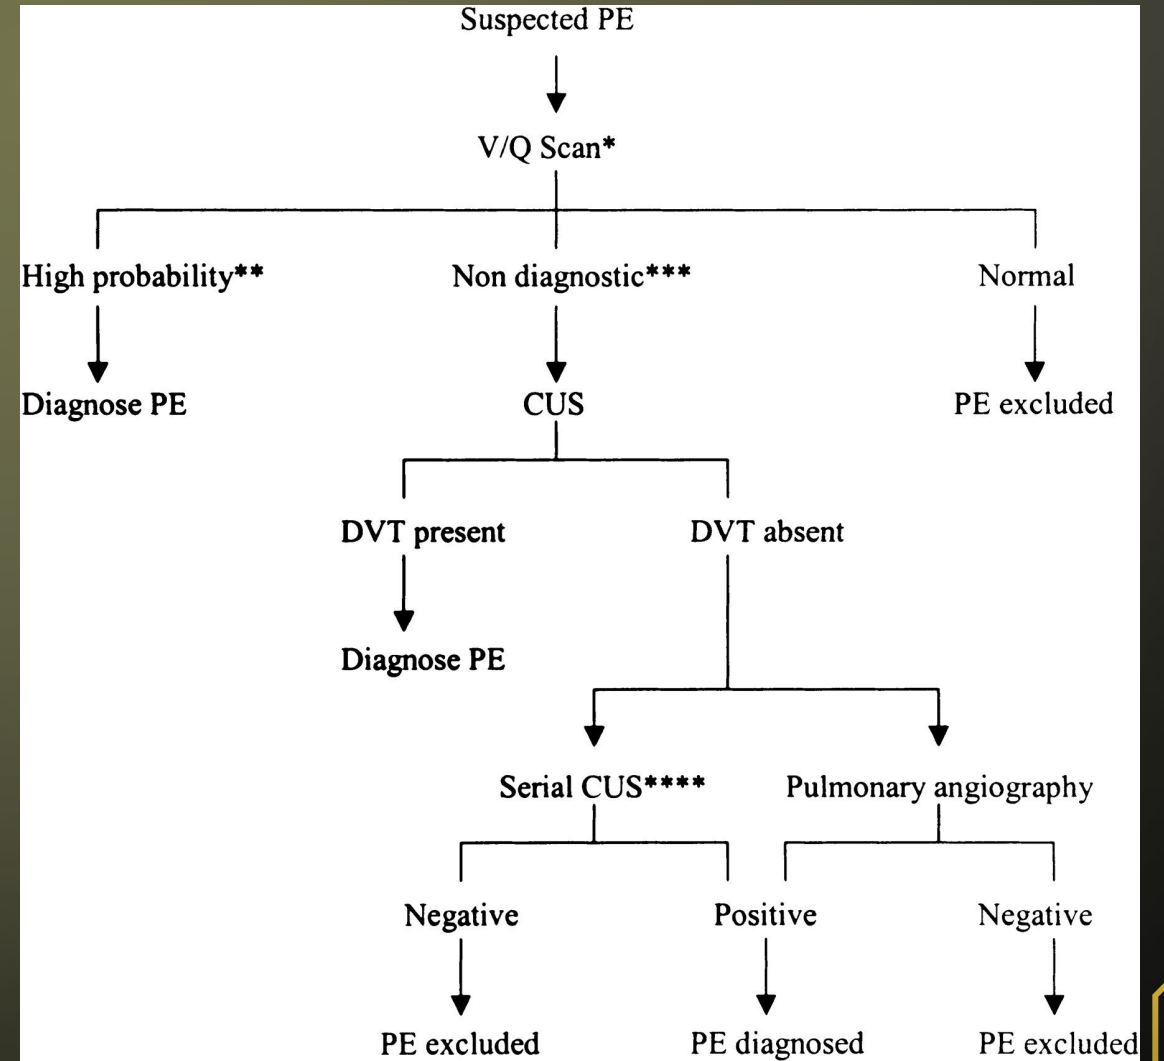 Suspected PE
V/Q Scan*
High probability**
Non diagnostic***
Normal
Diagnose PE
CUS
PE excluded
DVT present
DVT absent
Diagnose PE
Serial CUS****
Pulmonary angiography
Negative
Positive
Negative
PE excluded
PE diagnosed
PE excluded